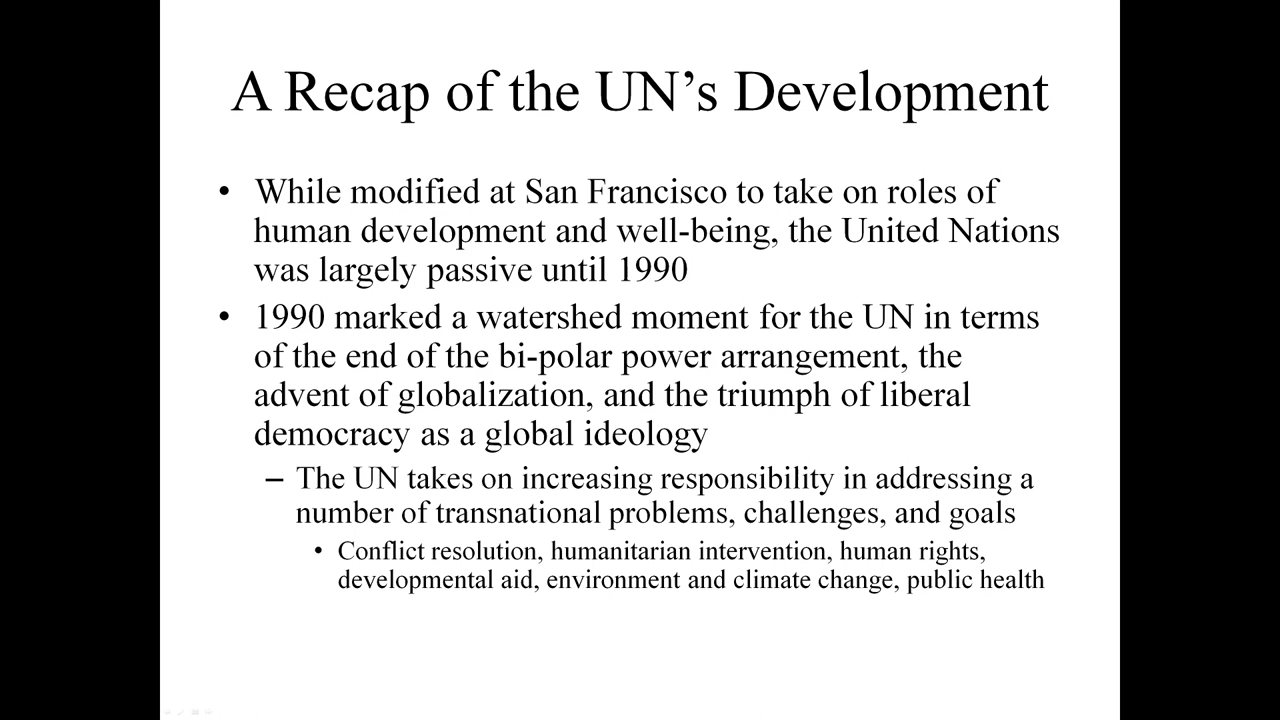 A Recap of the UN’s Development
• While modified at San Francisco to take on roles of
human development and well-being, the United Nations
was largely passive until 1990
• 1990 marked a watershed moment for the UN in terms
of the end of the bi-polar power arrangement, the
advent of globalization, and the triumph of liberal
democracy as a global ideology
– The UN takes on increasing responsibility in addressing a
number of transnational problems, challenges, and goals
• Conflict resolution, humanitarian intervention, human rights,
developmental aid, environment and climate change, public health